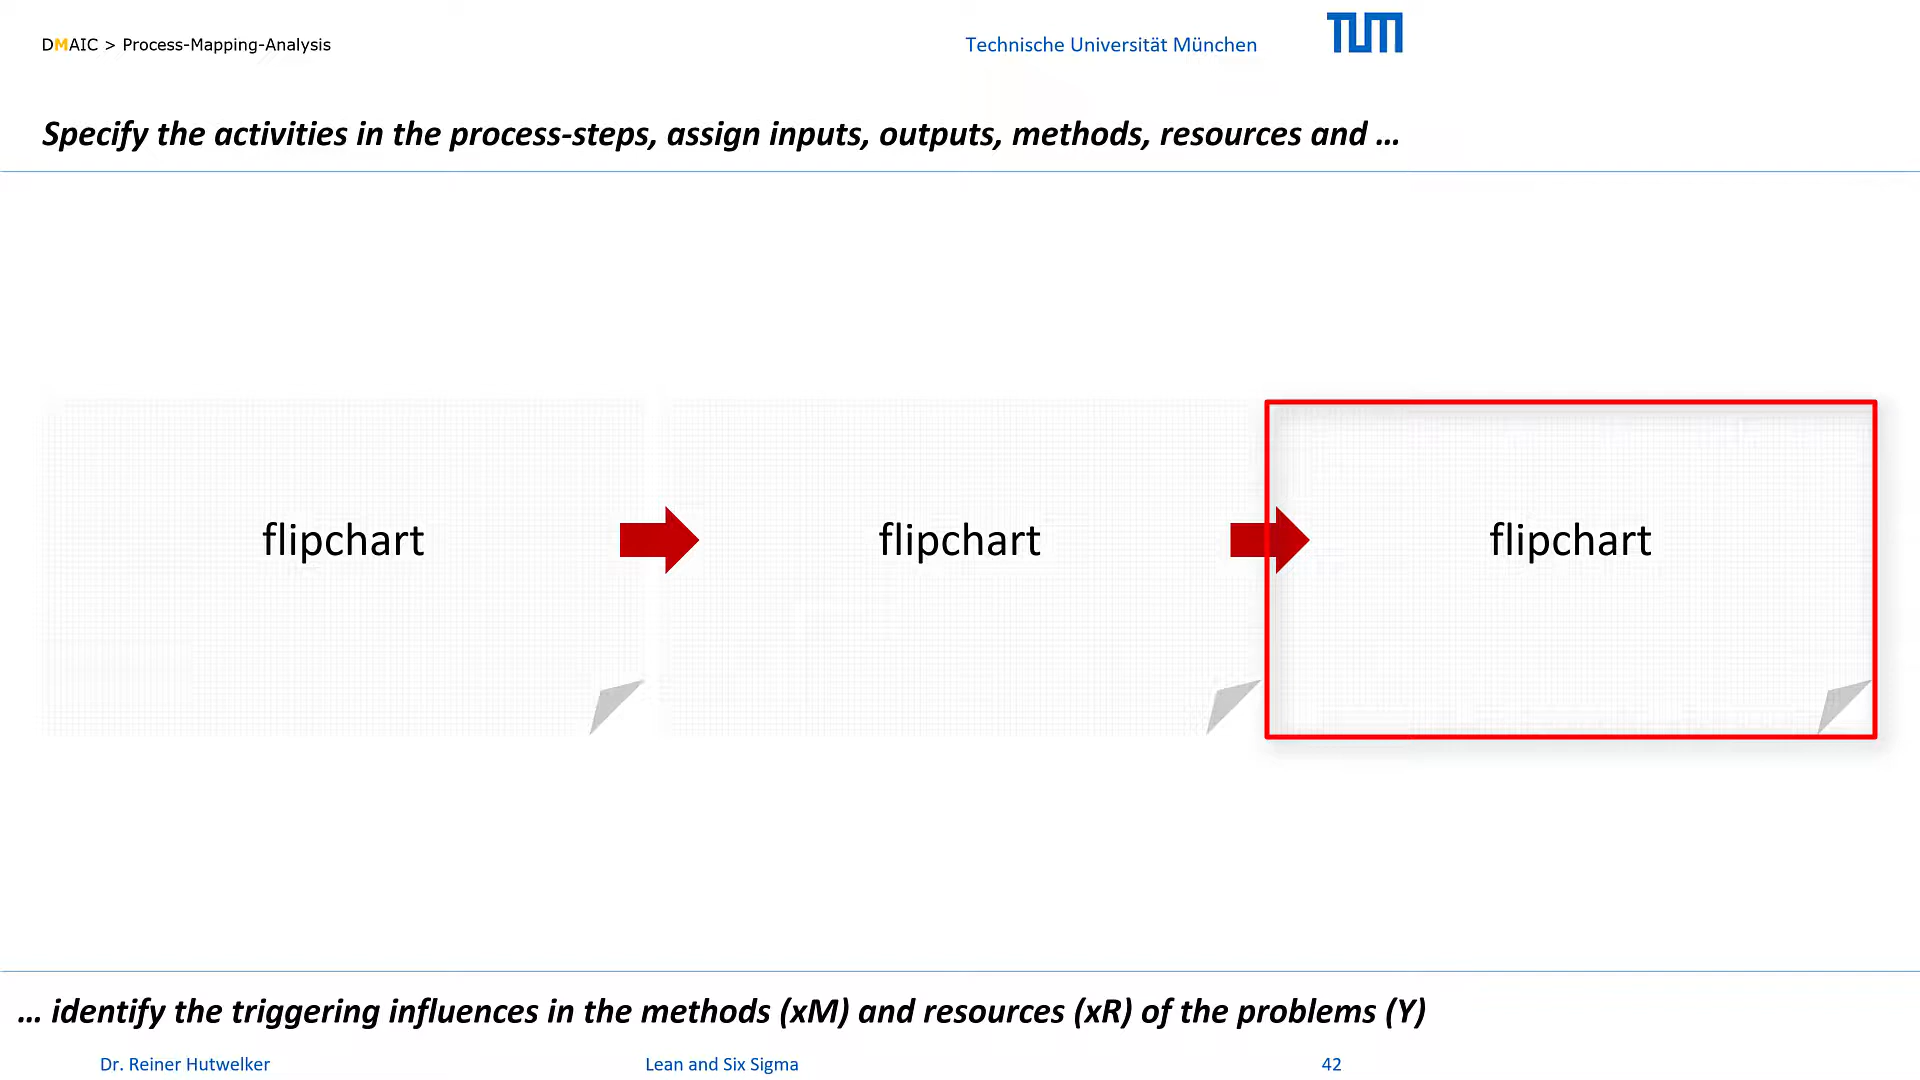 DMAIC > Process-Mapping-Analysis
Technische Universität München
TUM
Specify the activities in the process-steps, assign inputs, outputs, methods, resources and …
flipchart
flipchart
flipchart
… identify the triggering influences in the methods (xM) and resources (xR) of the problems (Y)
Dr. Reiner Hutwelker
Lean and Six Sigma
42